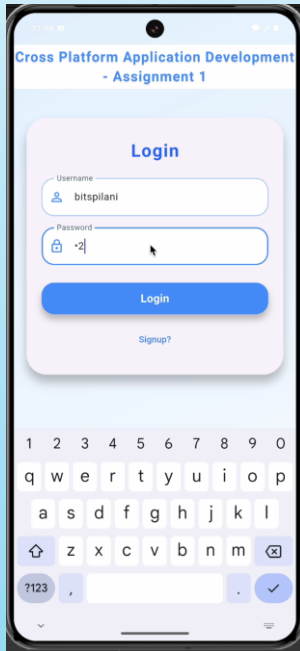 Cross Platform Application Development
- Assignment 1
Login
Username
bitspilani
Password
•2
Login
Signup?
1 2 3 4 5 6 7 8 9 0
q w e r t y u i o p
a s d f g h j k l
z x c v b n m
?123 , .